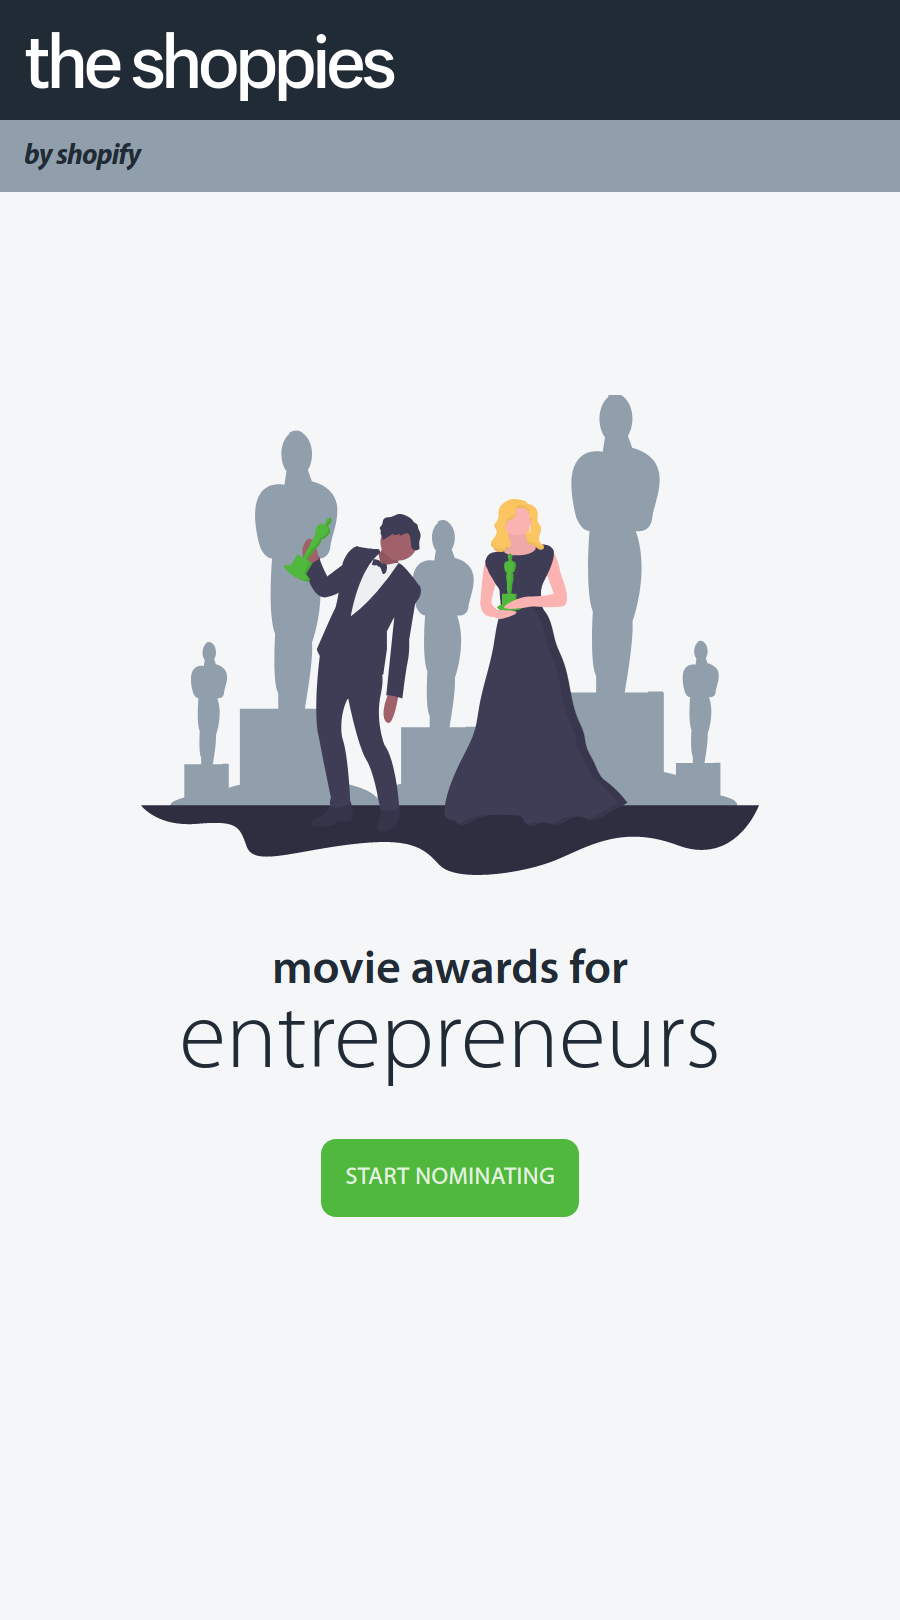 the shoppies
by shopify
movie awards for
entrepreneurs
START NOMINATING